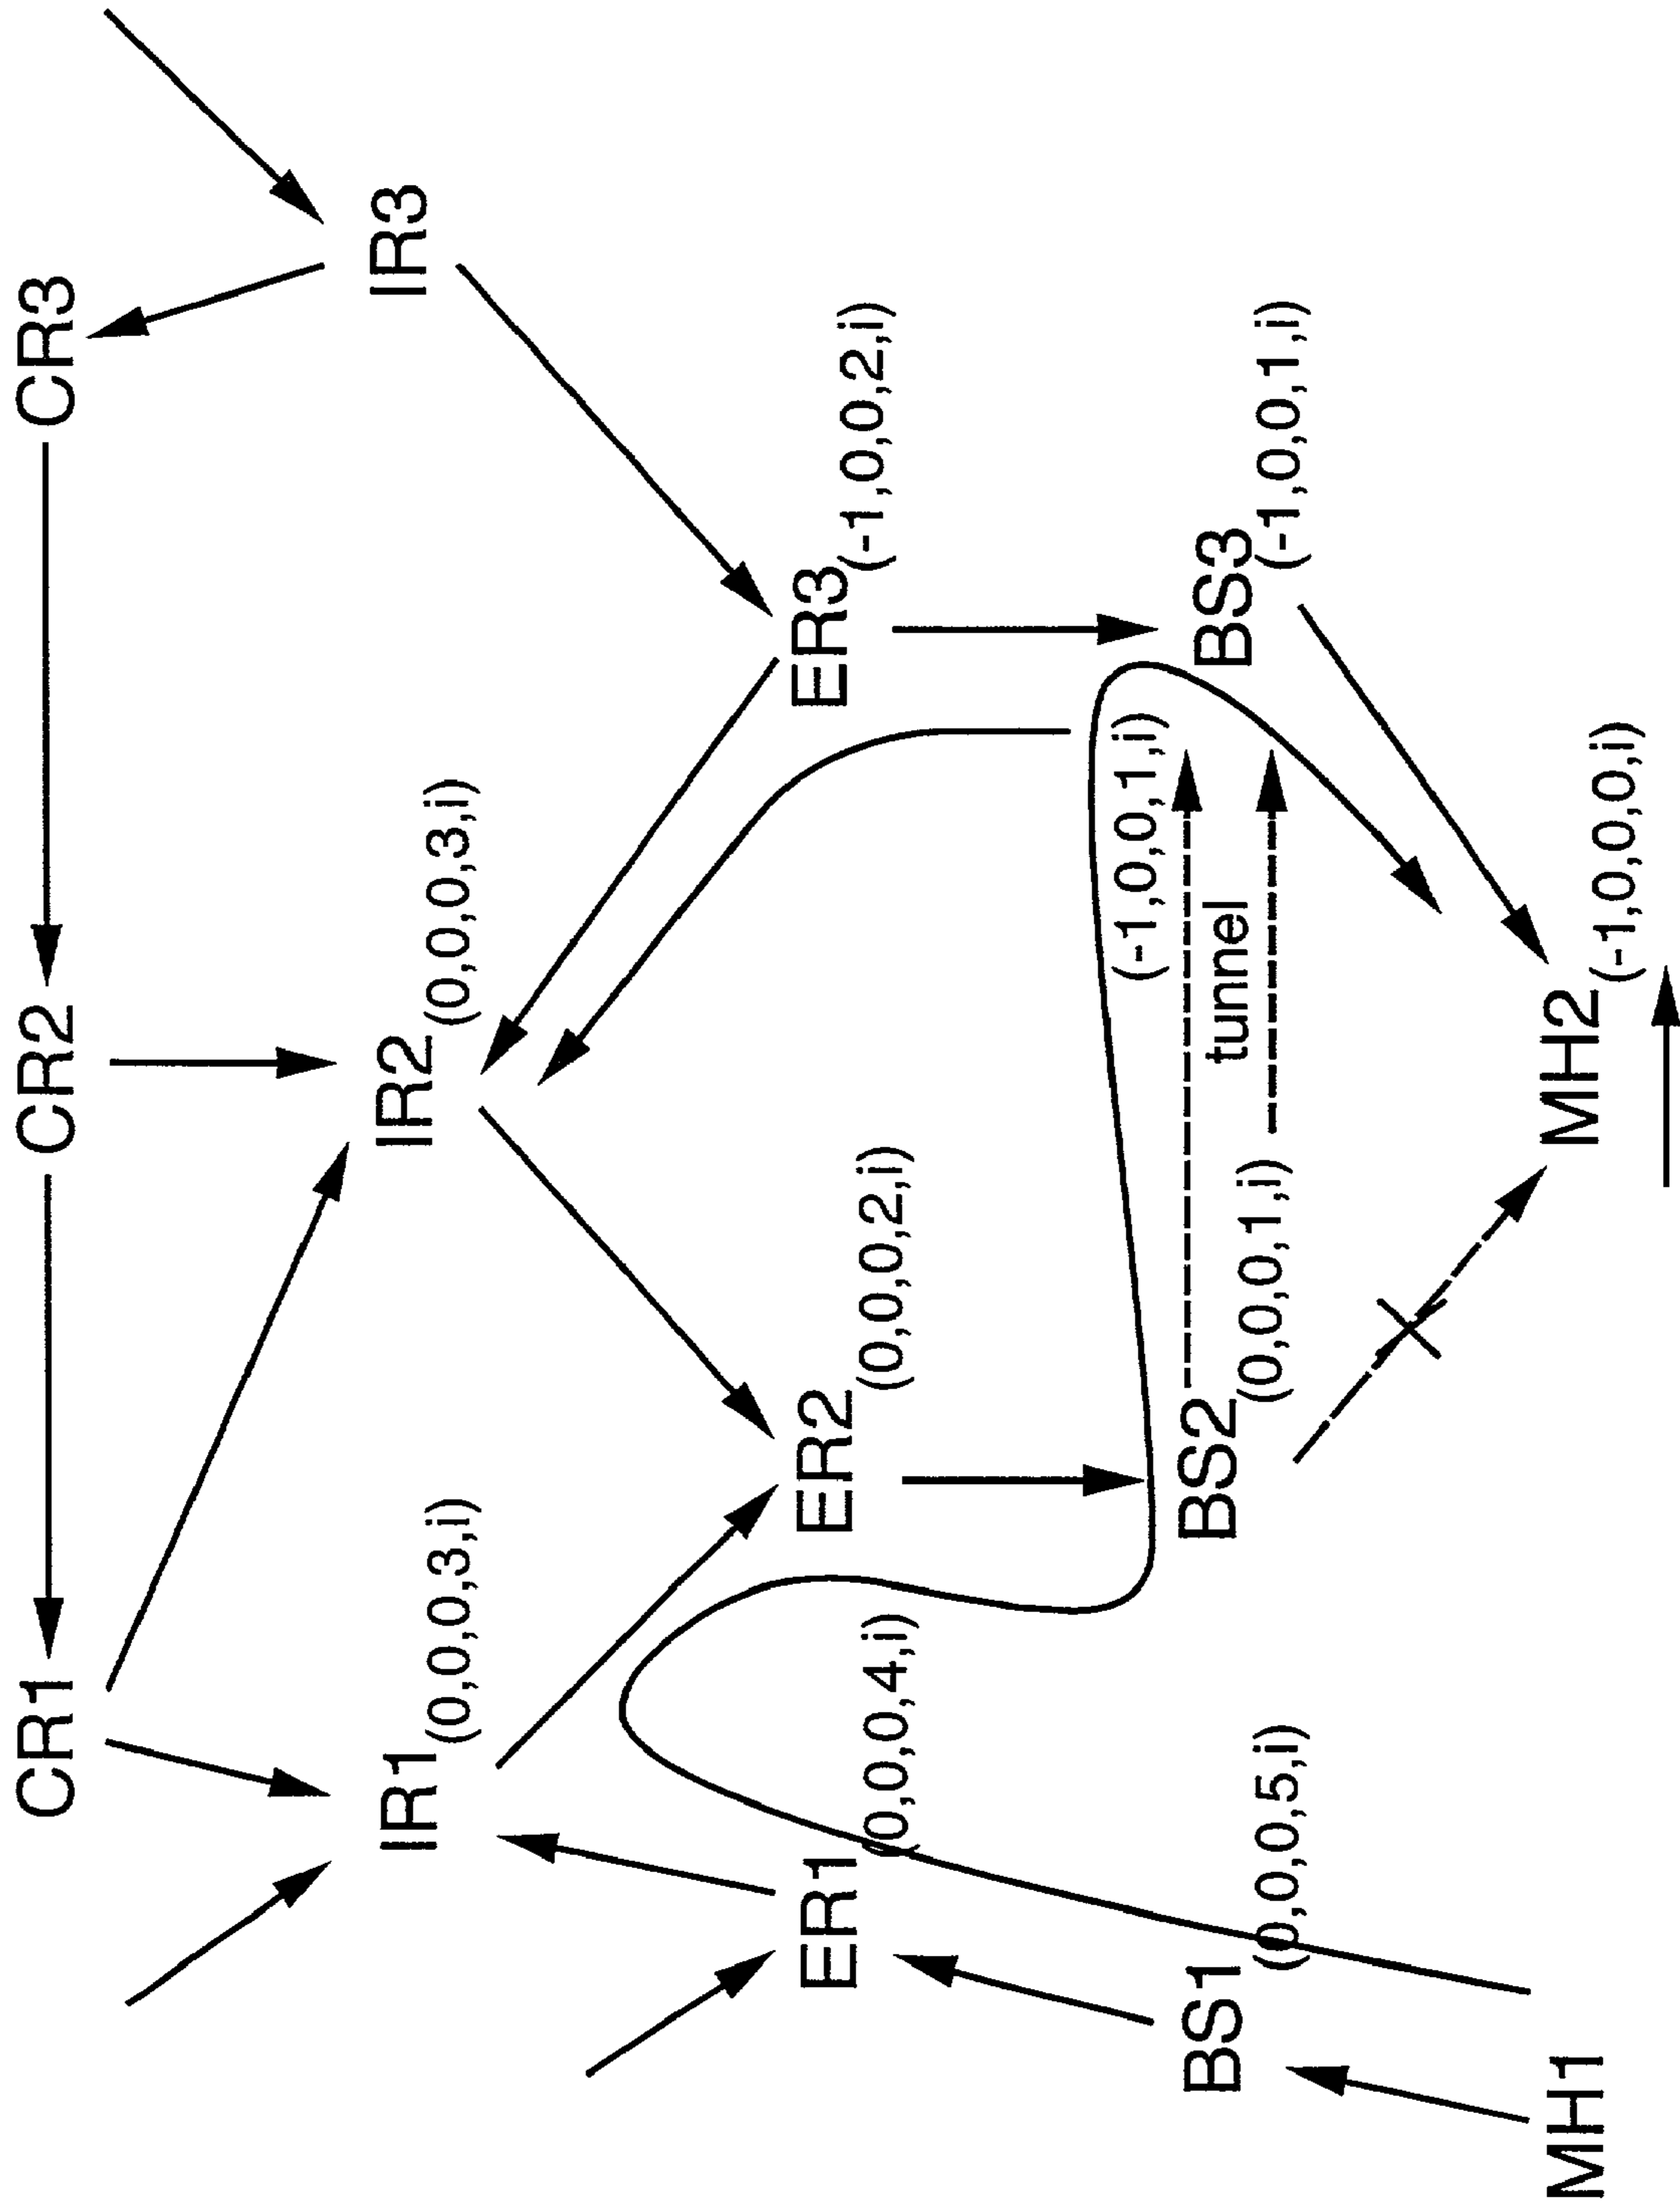 CR1
CR2
CR3
IR1
(0,0,0,3,i)
IR2
(0,0,0,3,i)
IR3
ER1
(0,0,0,4,i)
ER2
(0,0,0,2,i)
ER3
(-1,0,0,2,i)
(-1,0,0,1,i)
BS1
(0,0,0,5,i)
BS2
(0,0,0,1,i)
tunnel
BS3
(-1,0,0,1,i)
MH1
MH2
(-1,0,0,0,i)